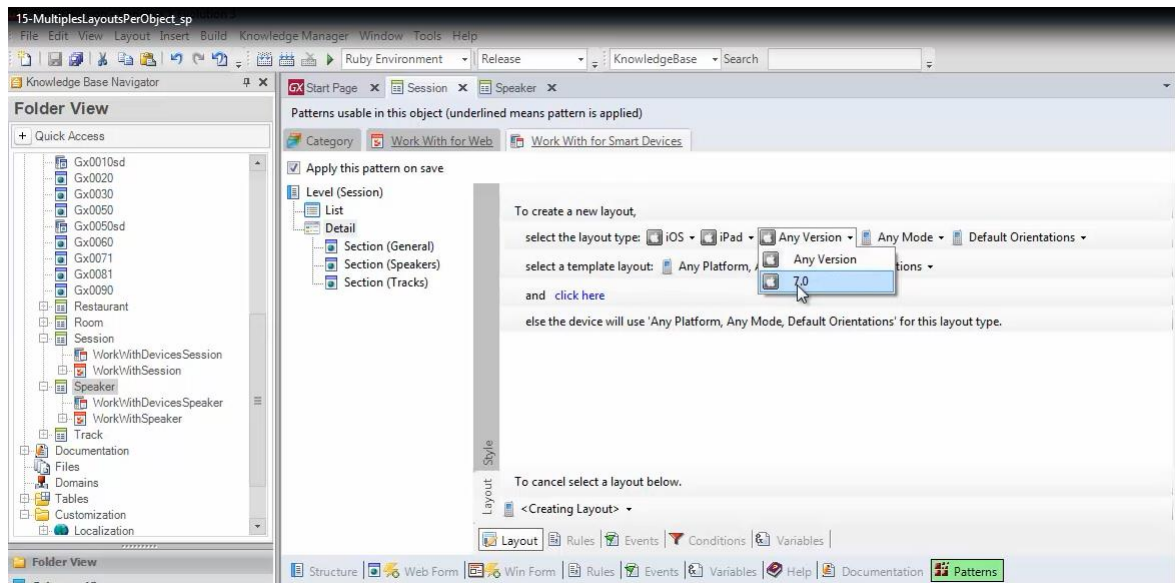 15-MultiplesLayoutsPerObject_sp
File Edit View Layout Insert Build Knowledge Manager Window Tools Help
Ruby Environment Release KnowledgeBase Search
Knowledge Base Navigator
Start Page Session Speaker
Folder View
Patterns usable in this object (underlined means pattern is applied)
Quick Access
Category Work With for Web Work With for Smart Devices
Apply this pattern on save
Gx0010sd
Gx0020
Gx0030
Gx0050
Gx0050sd
Gx0060
Gx0071
Gx0081
Gx0090
Restaurant
Room
Session
WorkWithDevicesSession
WorkWithSession
Speaker
WorkWithDevicesSpeaker
WorkWithSpeaker
Track
Documentation
Files
Domains
Tables
Customization
Localization
Folder View
Level (Session)
List
Detail
Section (General)
Section (Speakers)
Section (Tracks)
To create a new layout,
select the layout type: iOS iPad Any Version Any Mode Default Orientations
Any Version
7.0
select a template layout: Any Platform, tions
and click here
else the device will use 'Any Platform, Any Mode, Default Orientations' for this layout type.
Style
Layout
To cancel select a layout below.
<Creating Layout>
Layout Rules Events Conditions Variables
Structure Web Form Win Form Rules Events Variables Help Documentation Patterns